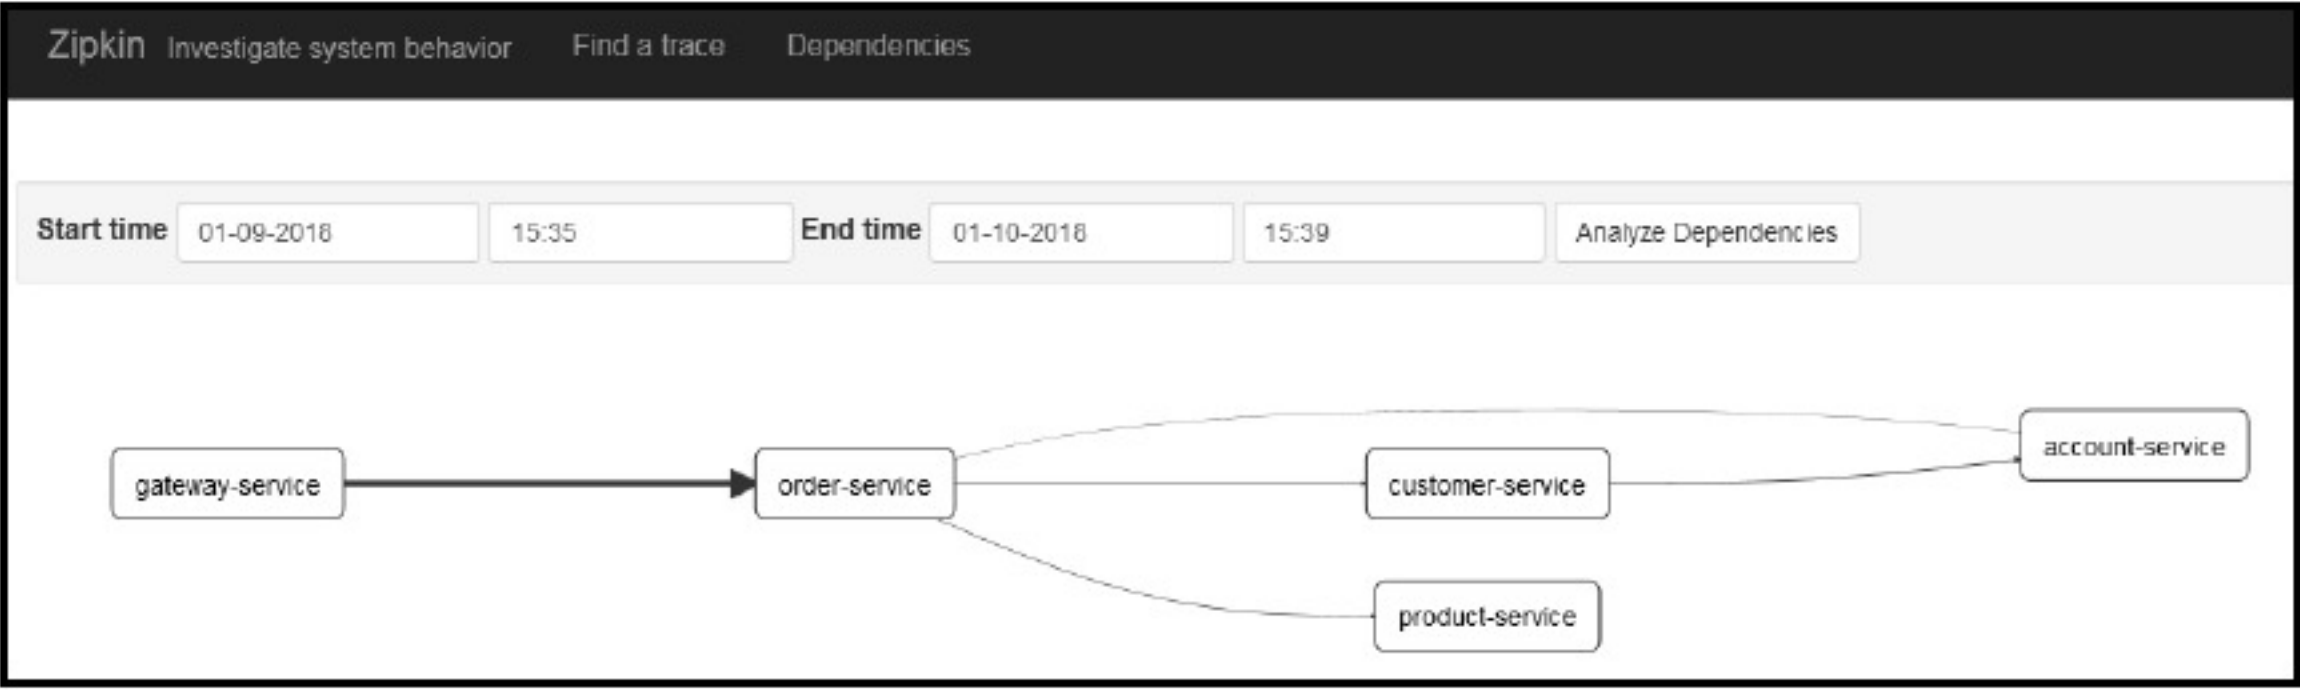 Zipkin Investigate system behavior Find a trace Dependencies
Start time 01-09-2018 15:35 End time 01-10-2018 15:39 Analyze Dependencies
account-service
gateway-service order-service customer-service
product-service